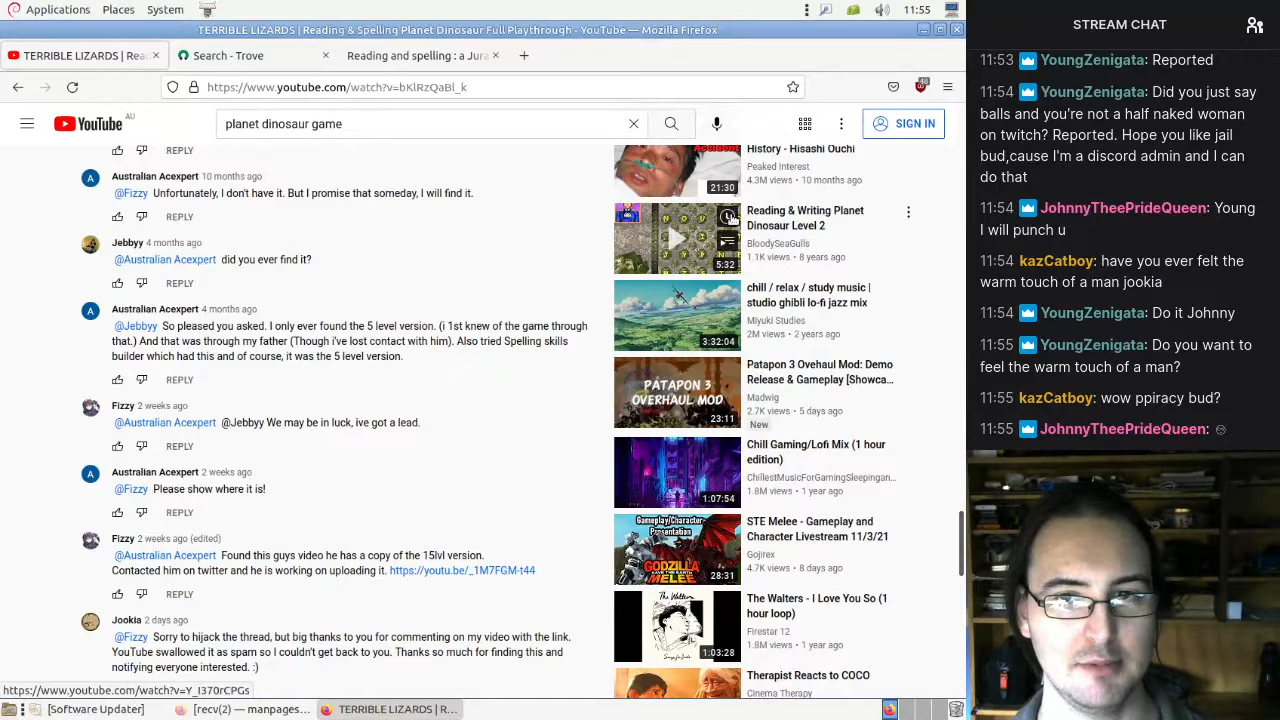 Applications Places System
11:55
TERRIBLE LIZARDS | Reading & Spelling Planet Dinosaur Full Playthrough - YouTube — Mozilla Firefox
TERRIBLE LIZARDS | Rea
Search - Trove
Reading and spelling : a Jura
https://www.youtube.com/watch?v=bKlRzQaBl_k
48
YouTube AU
planet dinosaur game
SIGN IN
REPLY
Australian Acexpert 10 months ago
@Fizzy Unfortunately, I don't have it. But I promise that someday, I will find it.
REPLY
Jebbyy 4 months ago
@Australian Acexpert did you ever find it?
REPLY
Australian Acexpert 4 months ago
@Jebbyy So pleased you asked. I only ever found the 5 level version. (i 1st knew of the game through
that.) And that was through my father (Though i've lost contact with him). Also tried Spelling skills
builder which had this and of course, it was the 5 level version.
REPLY
Fizzy 2 weeks ago
@Australian Acexpert @Jebbyy We may be in luck, ive got a lead.
REPLY
Australian Acexpert 2 weeks ago
@Fizzy Please show where it is!
REPLY
Fizzy 2 weeks ago (edited)
@Australian Acexpert Found this guys video he has a copy of the 15lvl version.
Contacted him on twitter and he is working on uploading it. https://youtu.be/_1M7FGM-t44
REPLY
Jookia 2 days ago
@Fizzy Sorry to hijack the thread, but big thanks to you for commenting on my video with the link.
YouTube swallowed it as spam so I couldn't get back to you. Thanks so much for finding this and
notifying everyone interested. :)
https://www.youtube.com/watch?v=Y_I370rCPGs
History - Hisashi Ouchi
Peaked Interest
4.3M views • 10 months ago
21:30
Reading & Writing Planet
Dinosaur Level 2
BloodySeaGulls
1.1K views • 8 years ago
5:32
chill / relax / study music |
studio ghibli lo-fi jazz mix
Miyuki Studies
2M views • 2 years ago
3:32:04
Patapon 3 Ovehaul Mod: Demo
Release & Gameplay [Showca...
Madwig
2.7K views • 5 days ago
New
PATAPON 3
OVERHAUL MOD
23:11
Chill Gaming/Lofi Mix (1 hour
edition)
ChillestMusicForGamingSleepingan...
1.8M views • 1 year ago
1:07:54
STE Melee - Gameplay and
Character Livestream 11/3/21
Gojirex
4.7K views • 8 days ago
Gameplay/Character
Presentation
GODZILLA
MELEE
28:31
The Walters - I Love You So (1
hour loop)
Firestar 12
1.8M views • 1 year ago
The Walters
1:03:28
Therapist Reacts to COCO
Cinema Therapy
[Software Updater]
[recv(2) — manpages...
TERRIBLE LIZARDS | R...
STREAM CHAT
11:53 YoungZenigata: Reported
11:54 YoungZenigata: Did you just say
balls and you're not a half naked woman
on twitch? Reported. Hope you like jail
bud,cause I'm a discord admin and I can
do that
11:54 JohnnyTheePrideQueen: Young
I will punch u
11:54 kazCatboy: have you ever felt the
warm touch of a man jookia
11:54 YoungZenigata: Do it Johnny
11:55 YoungZenigata: Do you want to
feel the warm touch of a man?
11:55 kazCatboy: wow ppiracy bud?
11:55 JohnnyTheePrideQueen: